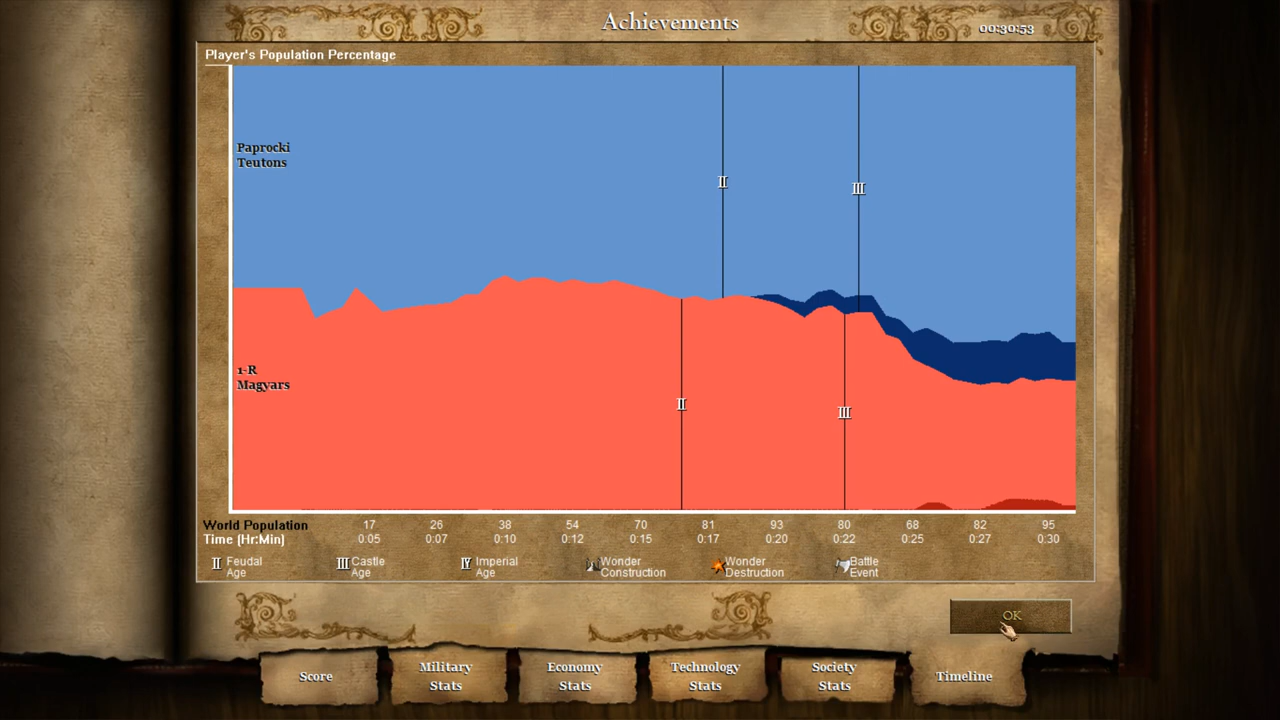 Achievements
00:30:53
Player's Population Percentage
Paprocki
Teutons
II
III
1-R
Magyars
II
III
World Population 17 26 38 54 70 81 93 80 68 82 95
Time (Hr:Min) 0:05 0:07 0:10 0:12 0:15 0:17 0:20 0:22 0:25 0:27 0:30
II Feudal Age
III Castle Age
IV Imperial Age
Wonder Construction
Wonder Destruction
Battle Event
OK
Score
Military Stats
Economy Stats
Technology Stats
Society Stats
Timeline